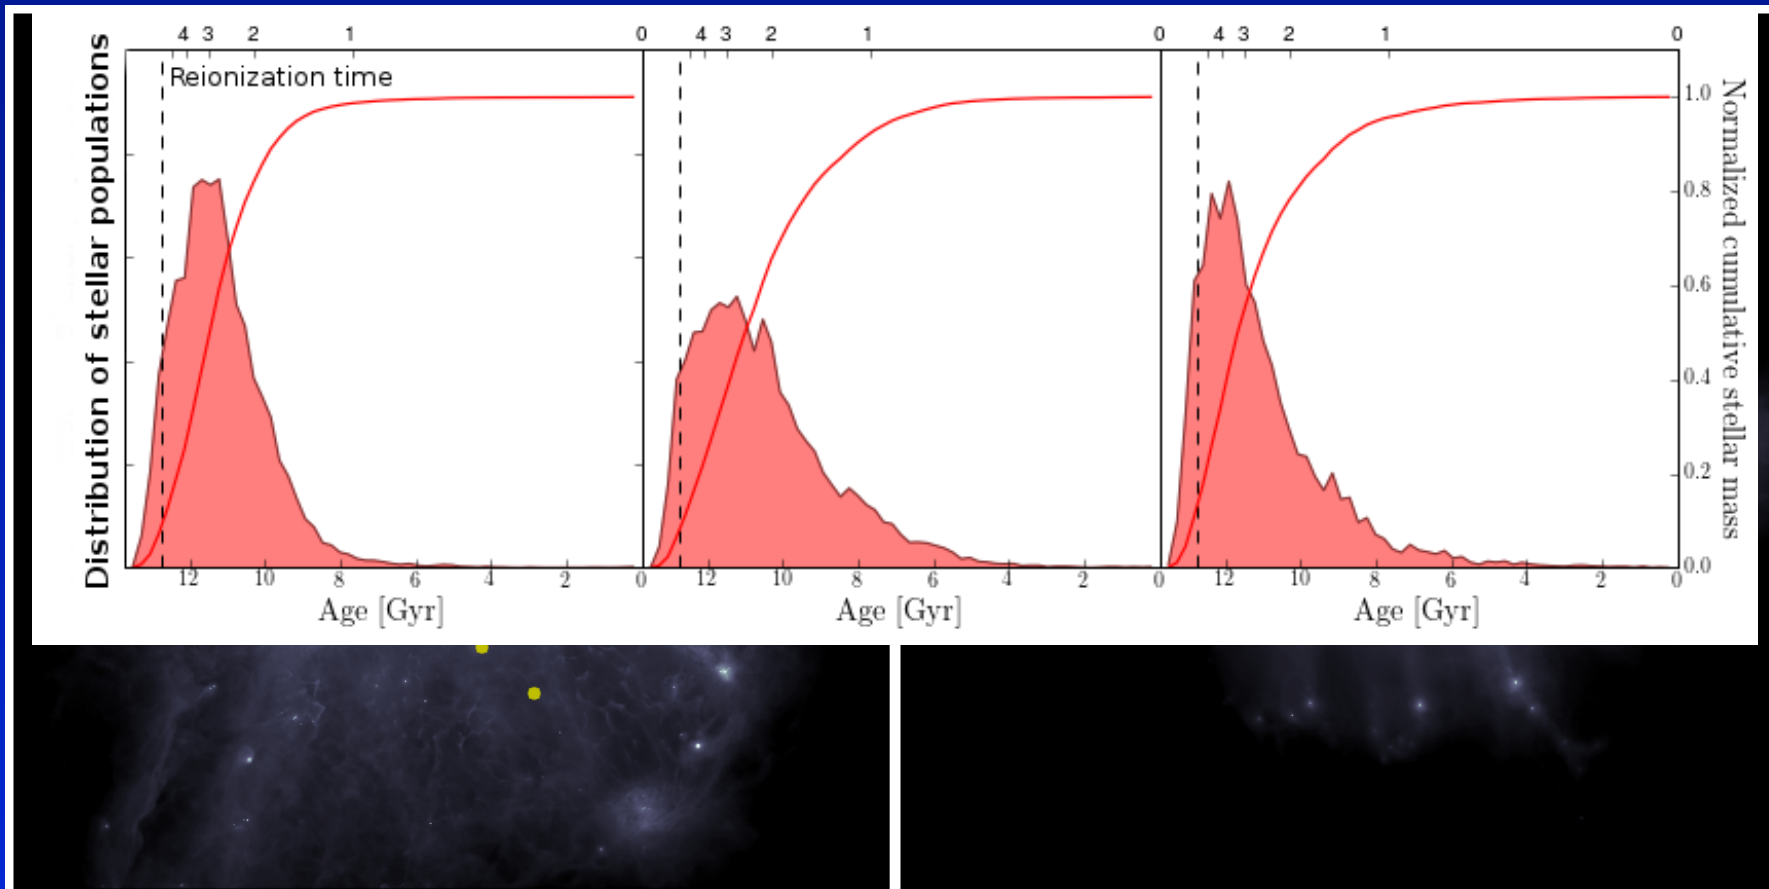 4 3 2 1 0 4 3 2 1 0 4 3 2 1 0
Distribution of stellar populations
Reionization time
1.0
0.8
0.6
0.4
0.2
0.0
Normalized cumulative stellar mass
12 10 8 6 4 2 0 12 10 8 6 4 2 0 12 10 8 6 4 2 0
Age [Gyr] Age [Gyr] Age [Gyr]